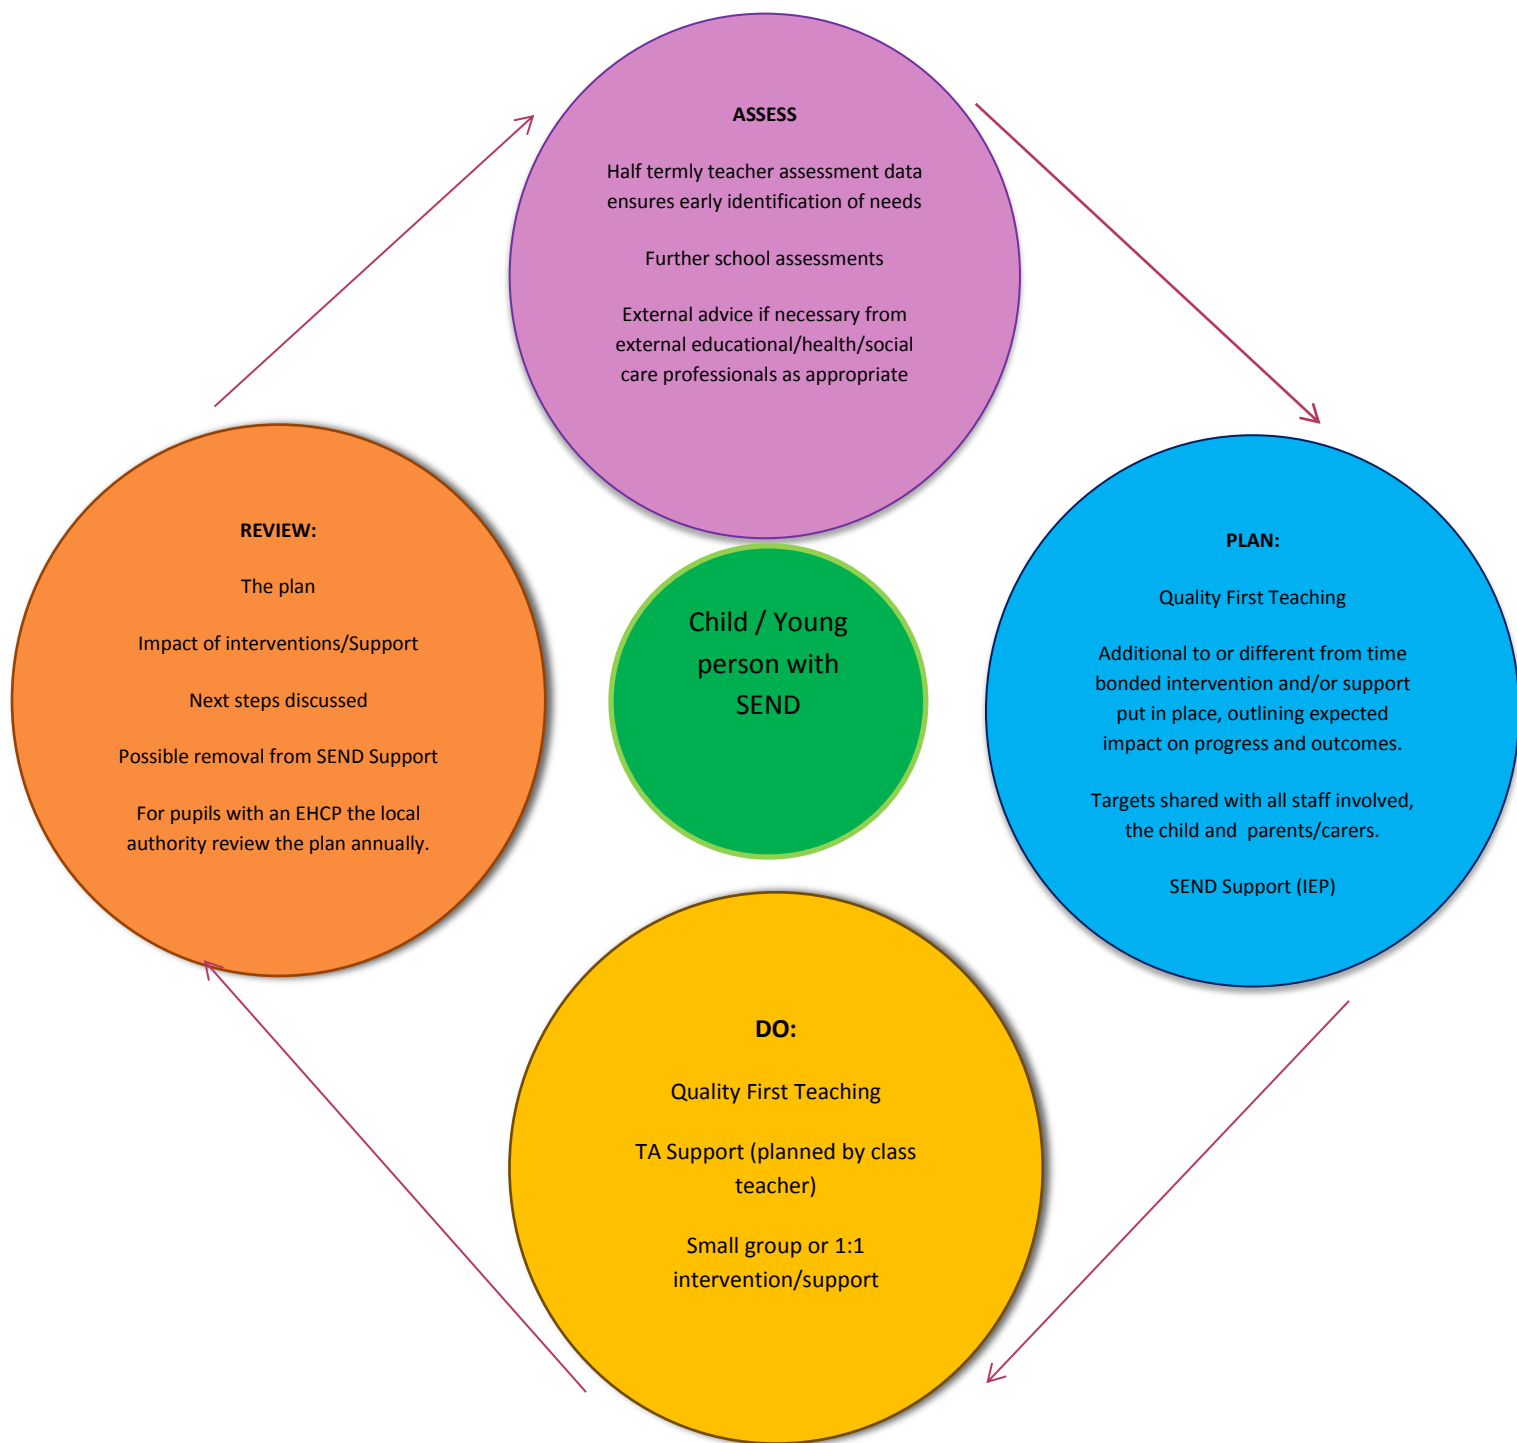 ASSESS
Half termly teacher assessment data
ensures early identification of needs
Further school assessments
External advice if necessary from
external educational/health/social
care professionals as appropriate
PLAN:
Quality First Teaching
Additional to or different from time
bonded intervention and/or support
put in place, outlining expected
impact on progress and outcomes.
Targets shared with all staff involved,
the child and  parents/carers.
SEND Support (IEP)
DO:
Quality First Teaching
TA Support (planned by class
teacher)
Small group or 1:1
intervention/support
REVIEW:
The plan
Impact of interventions/Support
Next steps discussed
Possible removal from SEND Support
For pupils with an EHCP the local
authority review the plan annually.
Child / Young
person with
SEND